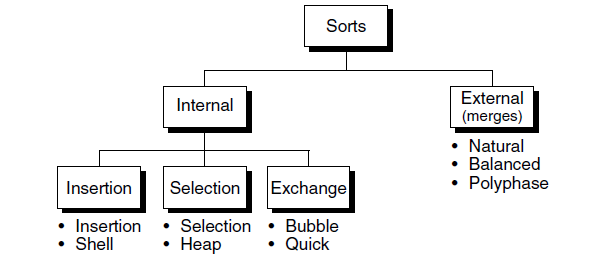 Sorts
Internal
External
(merges)
• Natural
• Balanced
• Polyphase
Insertion
Selection
Exchange
• Insertion
• Shell
• Selection
• Heap
• Bubble
• Quick